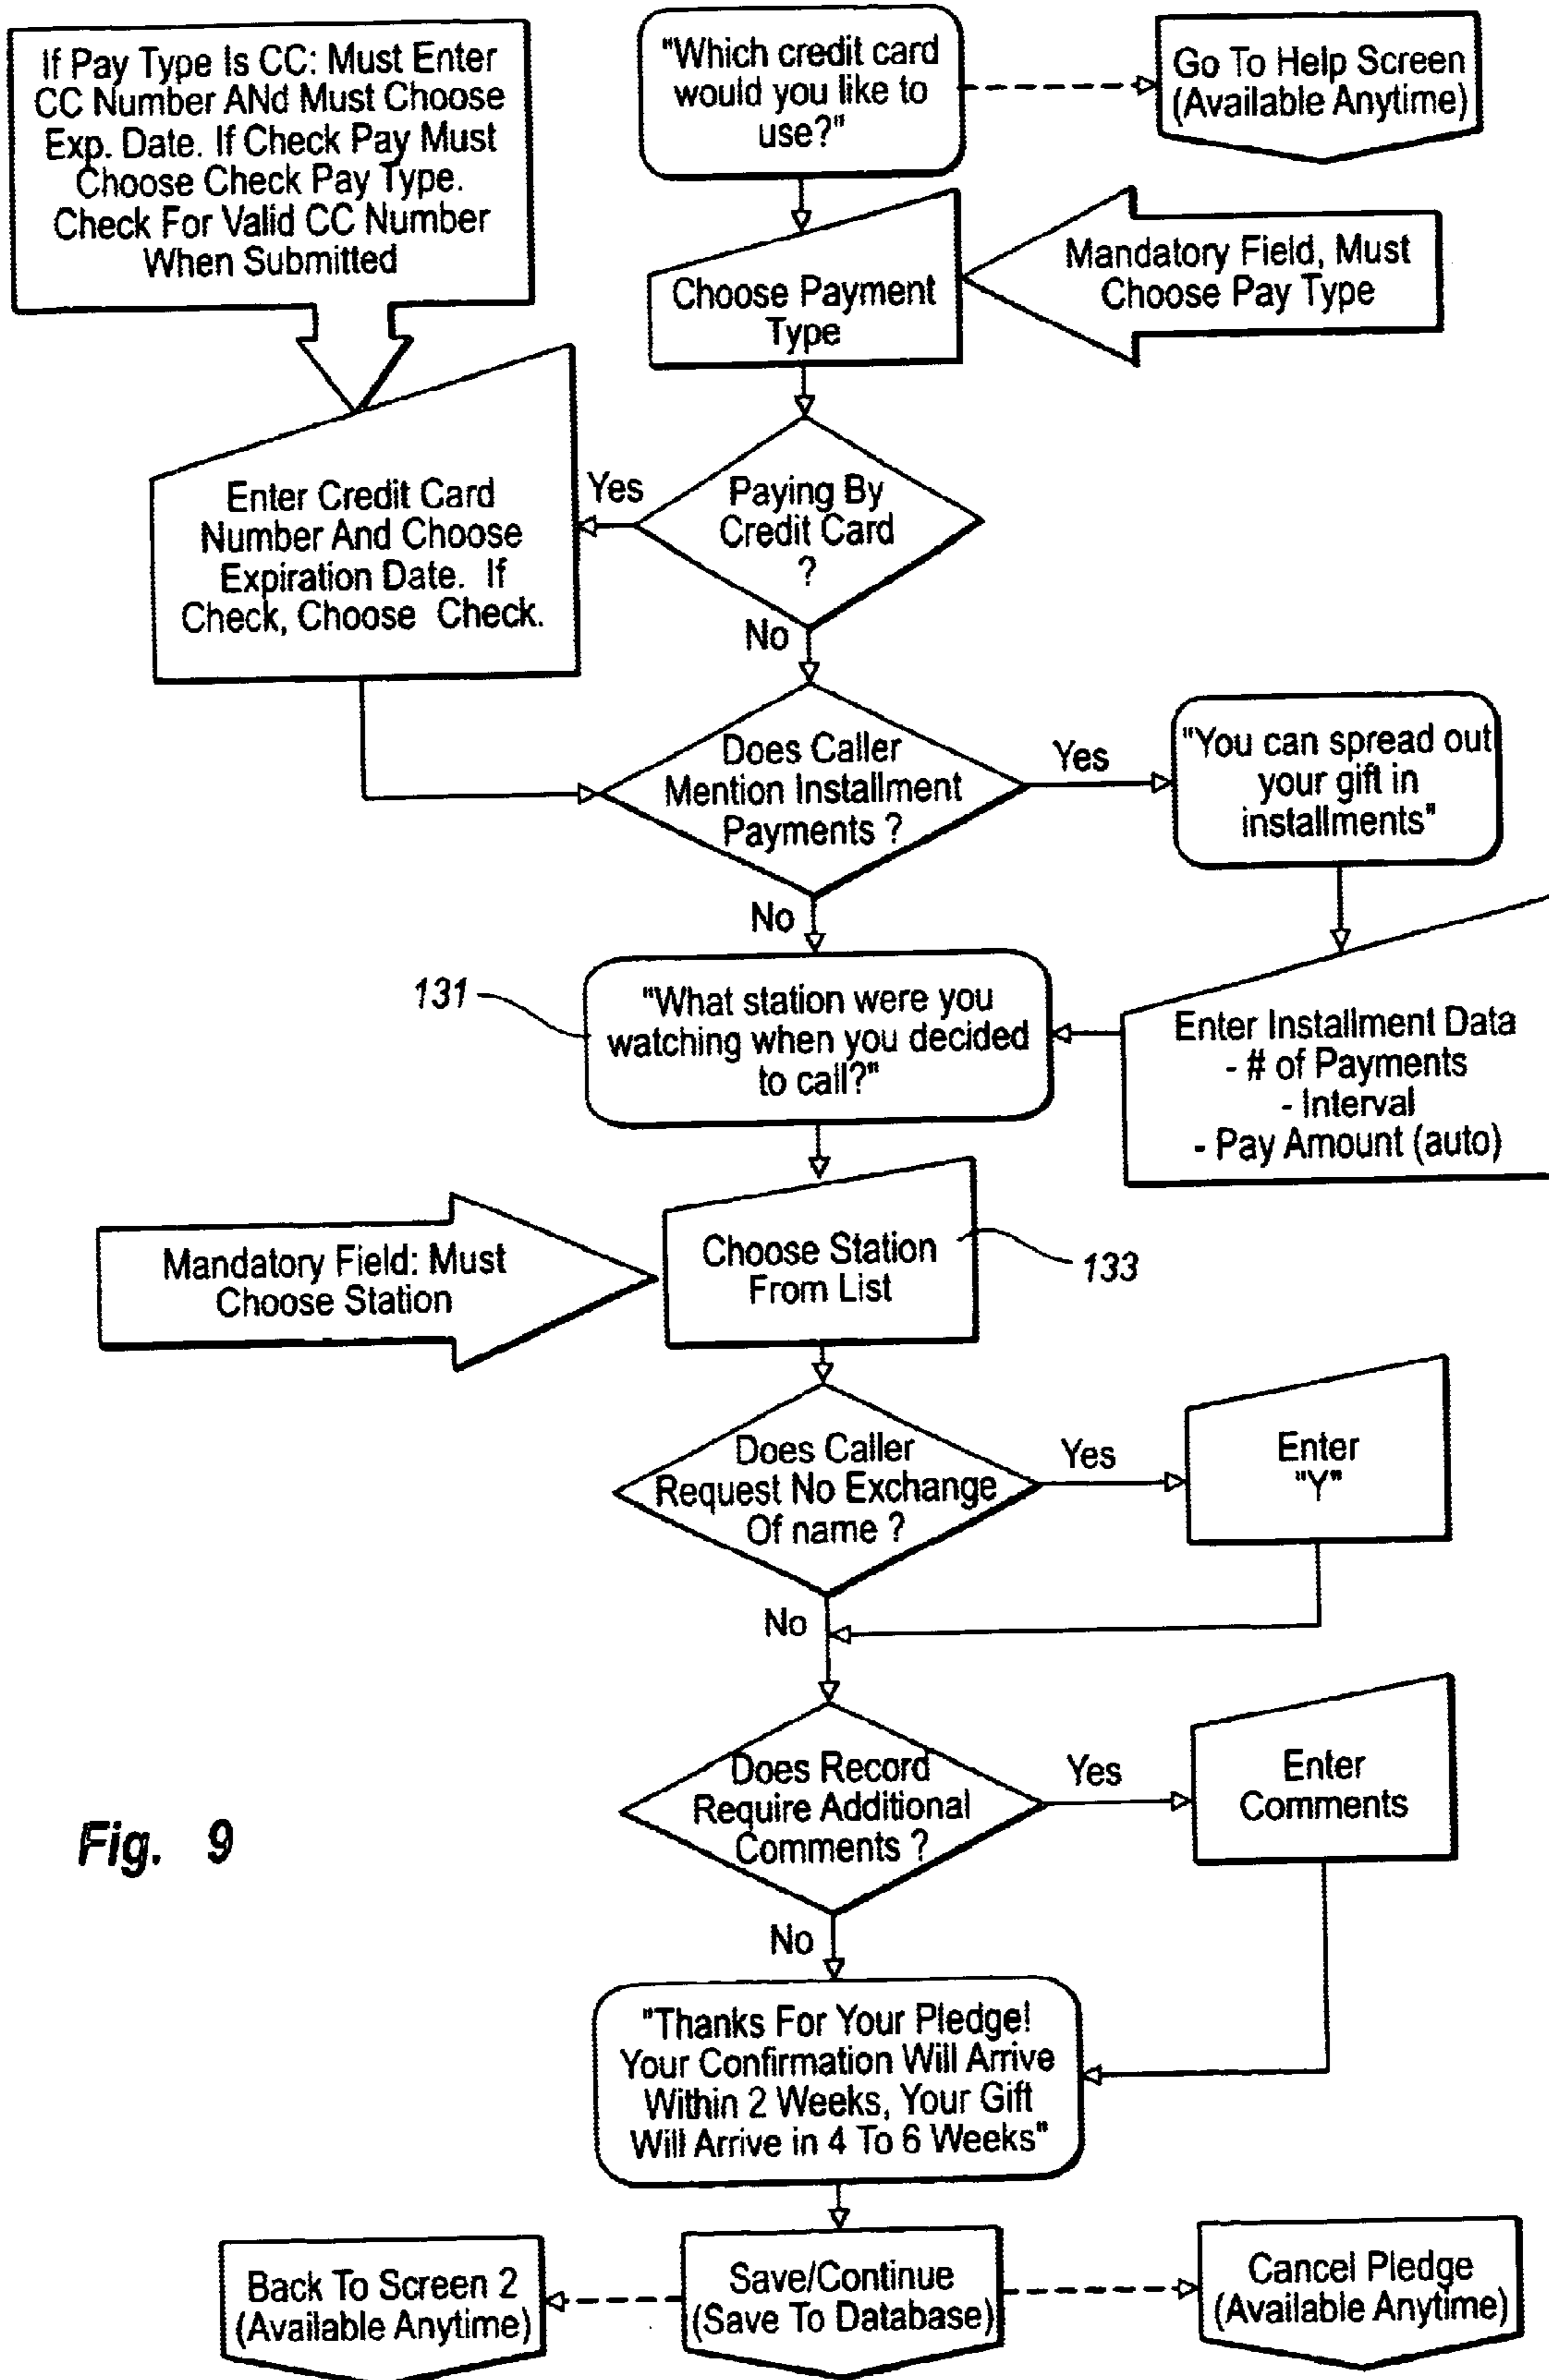 If Pay Type Is CC: Must Enter
CC Number ANd Must Choose
Exp. Date. If Check Pay Must
Choose Check Pay Type.
Check For Valid CC Number
When Submitted
"Which credit card
would you like to
use?"
Go To Help Screen
(Available Anytime)
Choose Payment
Type
Mandatory Field, Must
Choose Pay Type
Enter Credit Card
Number And Choose
Expiration Date. If
Check, Choose Check.
Yes
Paying By
Credit Card
?
No
Does Caller
Mention Installment
Payments ?
Yes
"You can spread out
your gift in
installments"
No
131
"What station were you
watching when you decided
to call?"
Enter Installment Data
- # of Payments
- Interval
- Pay Amount (auto)
Mandatory Field: Must
Choose Station
Choose Station
From List
133
Does Caller
Request No Exchange
Of name ?
Yes
Enter
"Y"
No
Does Record
Require Additional
Comments ?
Yes
Enter
Comments
Fig. 9
No
"Thanks For Your Pledge!
Your Confirmation Will Arrive
Within 2 Weeks, Your Gift
Will Arrive in 4 To 6 Weeks"
Back To Screen 2
(Available Anytime)
Save/Continue
(Save To Database)
Cancel Pledge
(Available Anytime)